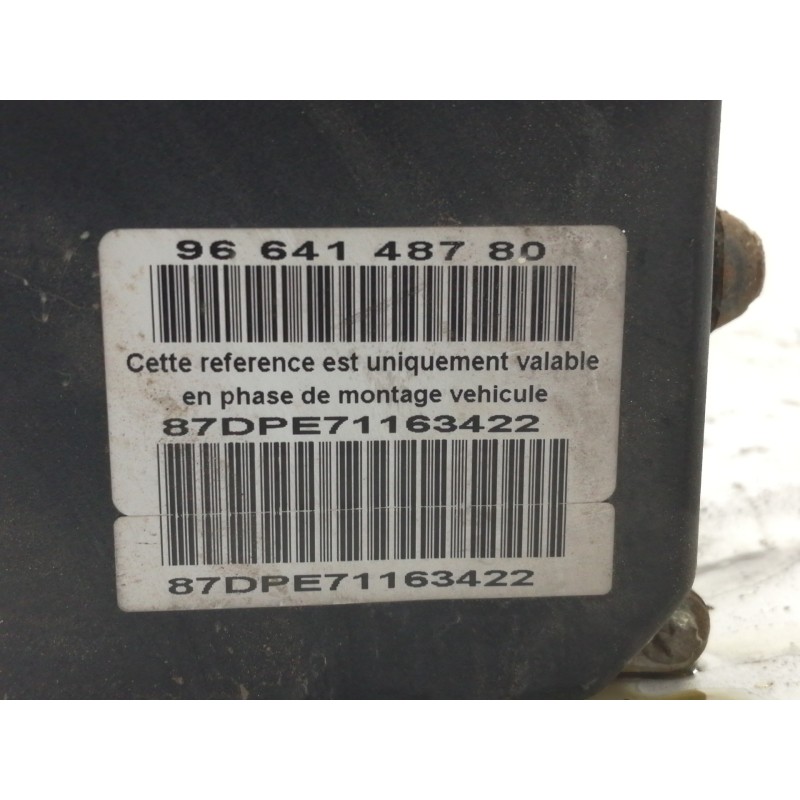 96 641 487 80
Cette reference est uniquement valable
en phase de montage vehicule
87DPE71163422
87DPE71163422